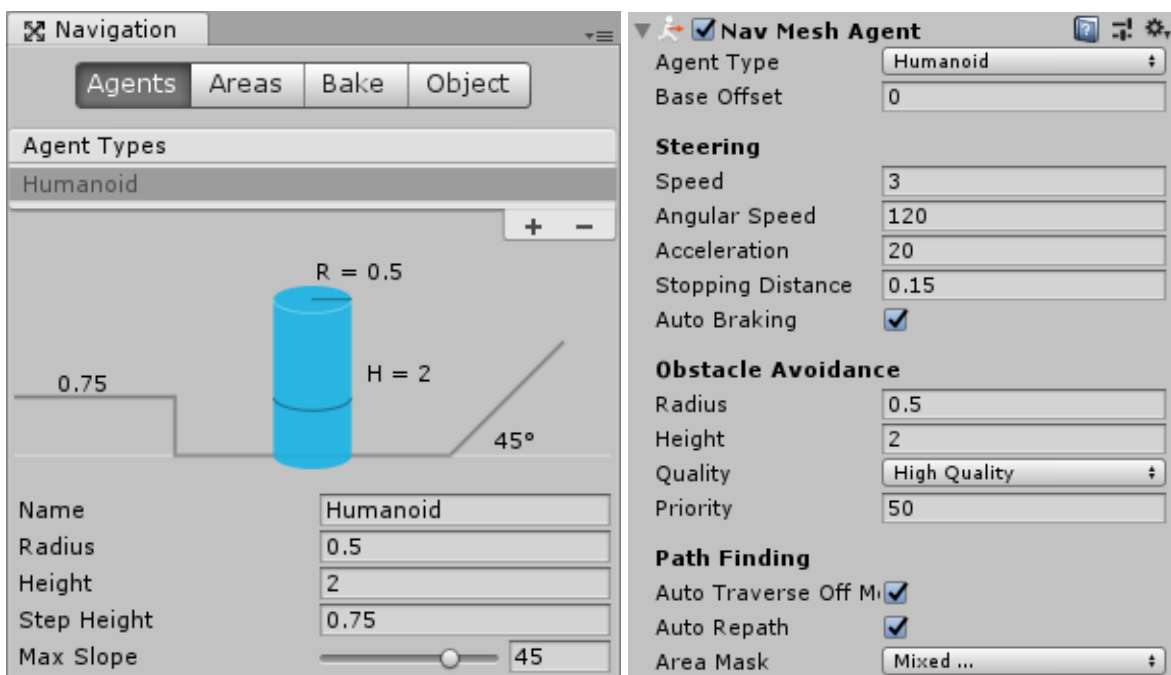 Navigation
Agents Areas Bake Object
Agent Types
Humanoid
+ −
R = 0.5
H = 2
0.75
45°
Name Humanoid
Radius 0.5
Height 2
Step Height 0.75
Max Slope 45
Nav Mesh Agent
Agent Type Humanoid
Base Offset 0
Steering
Speed 3
Angular Speed 120
Acceleration 20
Stopping Distance 0.15
Auto Braking
Obstacle Avoidance
Radius 0.5
Height 2
Quality High Quality
Priority 50
Path Finding
Auto Traverse Off M
Auto Repath
Area Mask Mixed ...